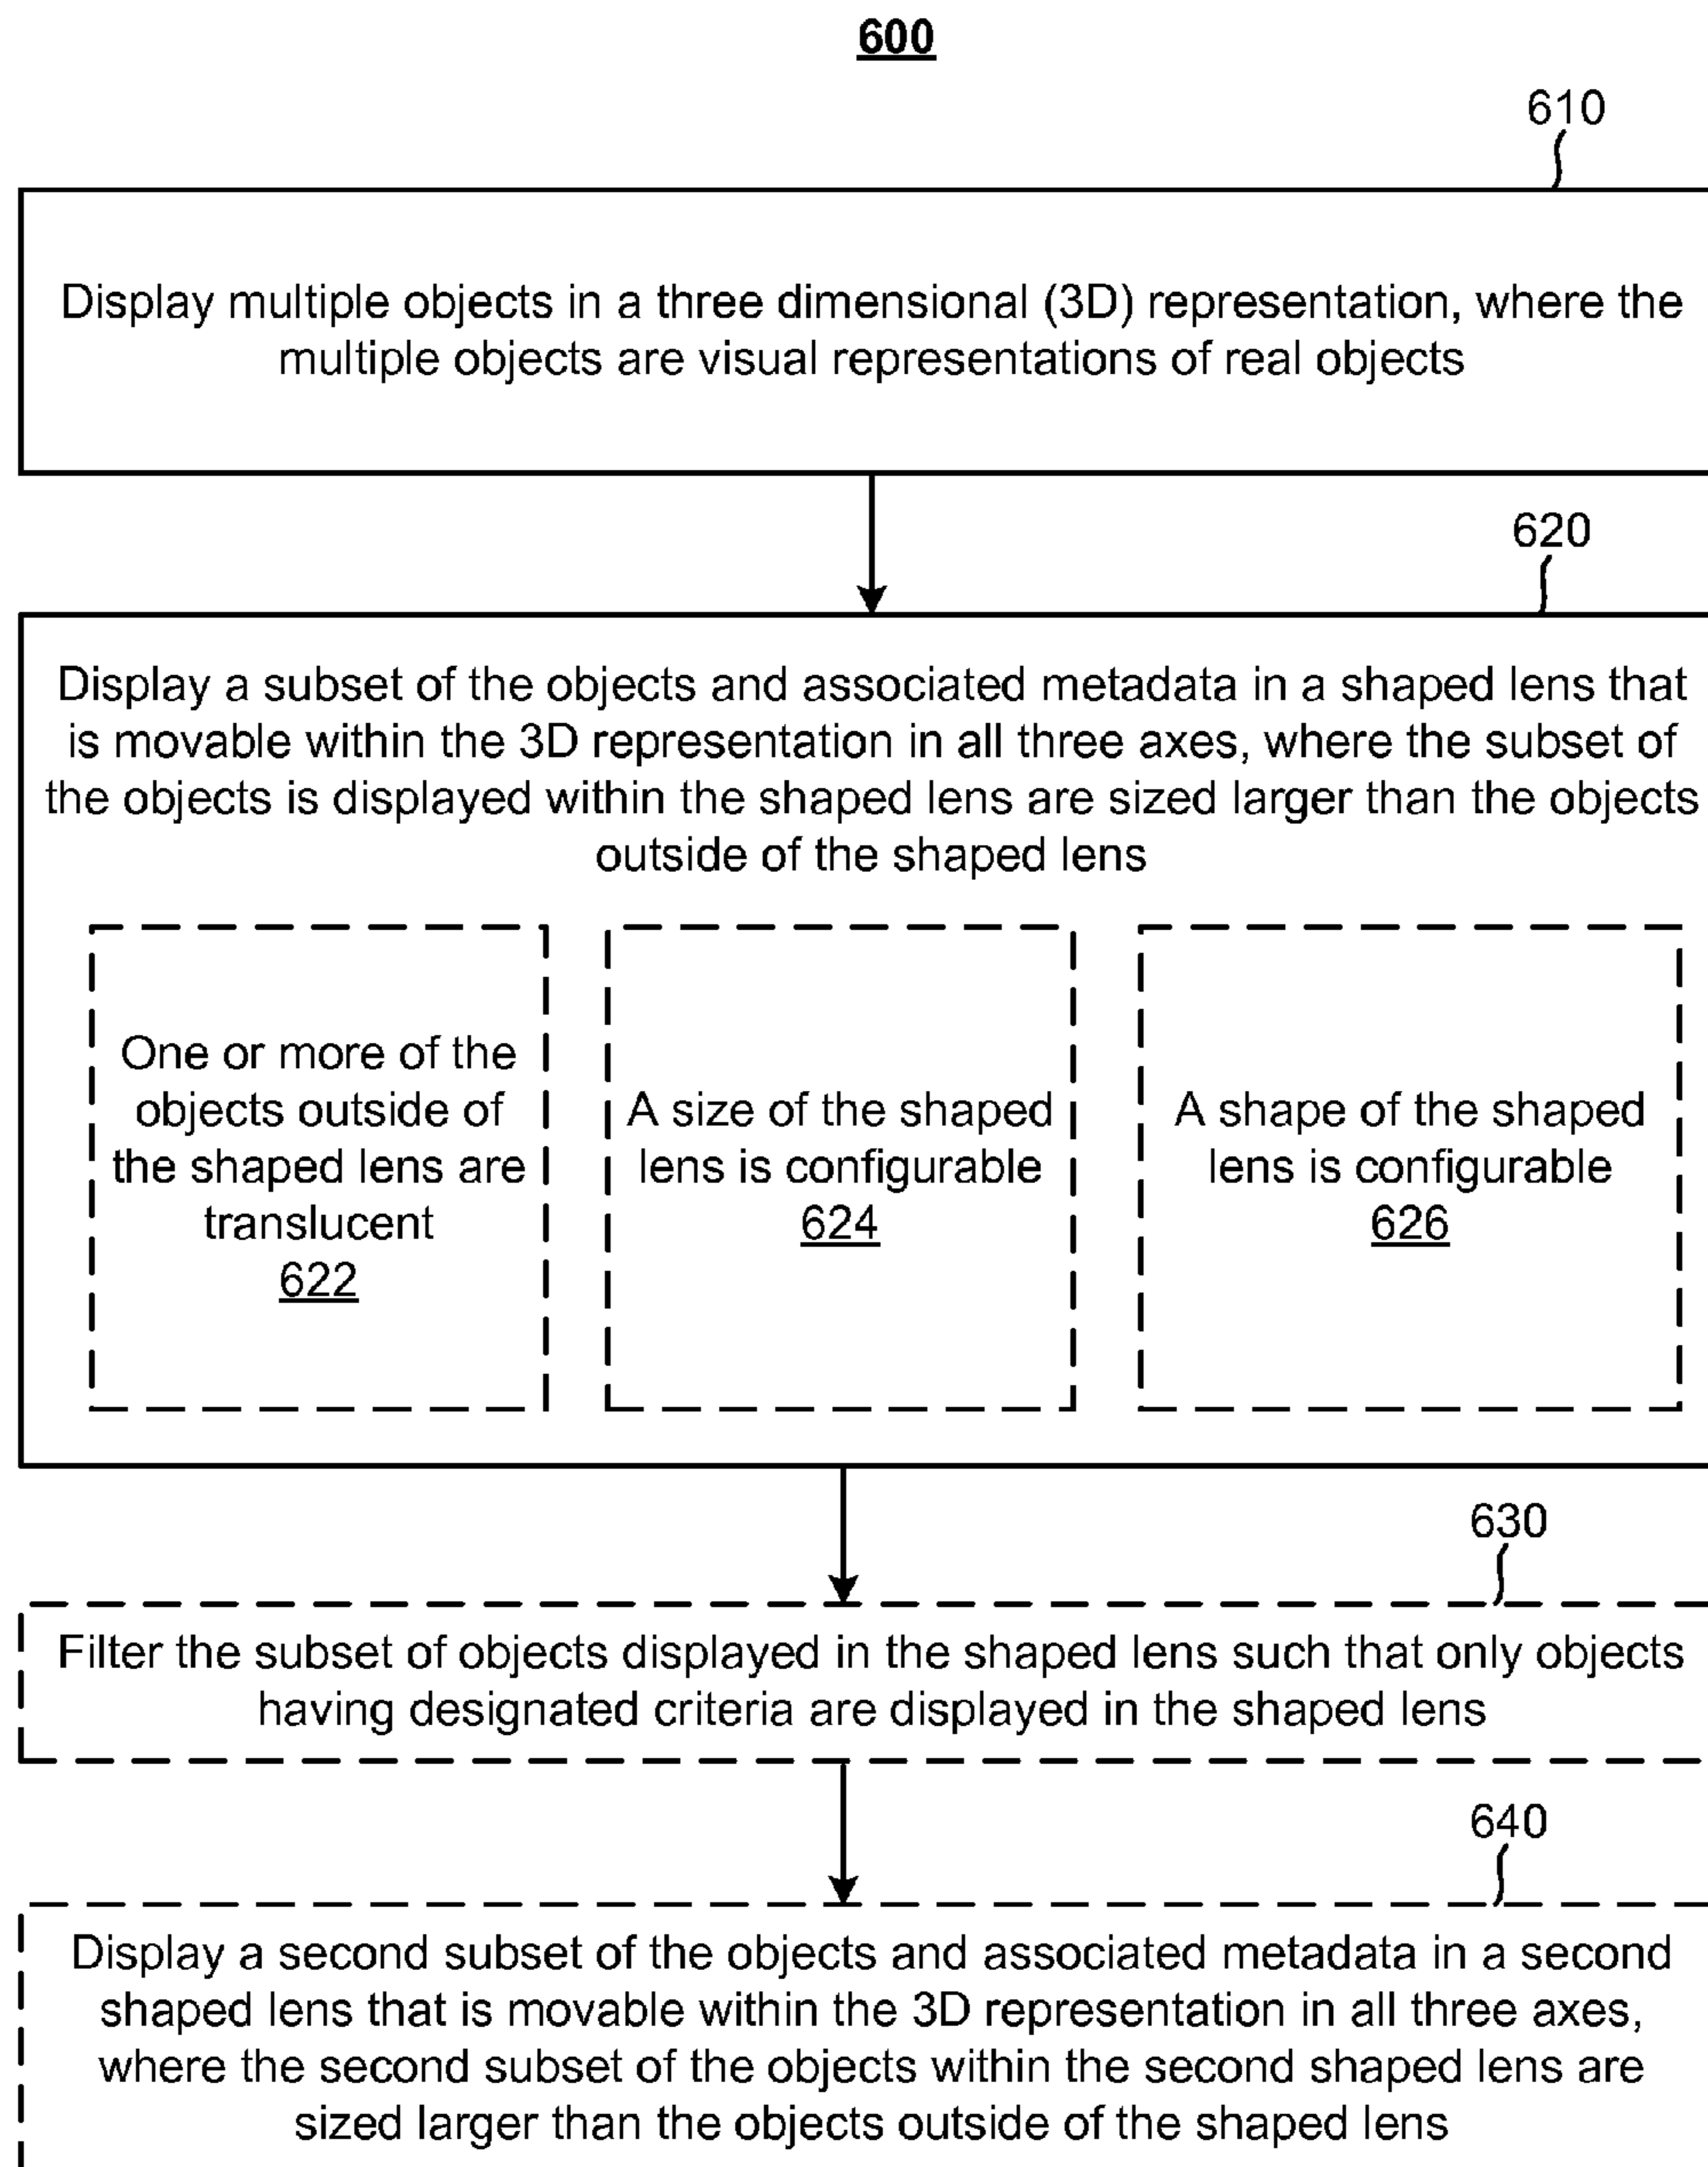 600
610
Display multiple objects in a three dimensional (3D) representation, where the
multiple objects are visual representations of real objects
620
Display a subset of the objects and associated metadata in a shaped lens that
is movable within the 3D representation in all three axes, where the subset of
the objects is displayed within the shaped lens are sized larger than the objects
outside of the shaped lens
One or more of the
objects outside of
the shaped lens are
translucent
622
A size of the shaped
lens is configurable
624
A shape of the shaped
lens is configurable
626
630
Filter the subset of objects displayed in the shaped lens such that only objects
having designated criteria are displayed in the shaped lens
640
Display a second subset of the objects and associated metadata in a second
shaped lens that is movable within the 3D representation in all three axes,
where the second subset of the objects within the second shaped lens are
sized larger than the objects outside of the shaped lens